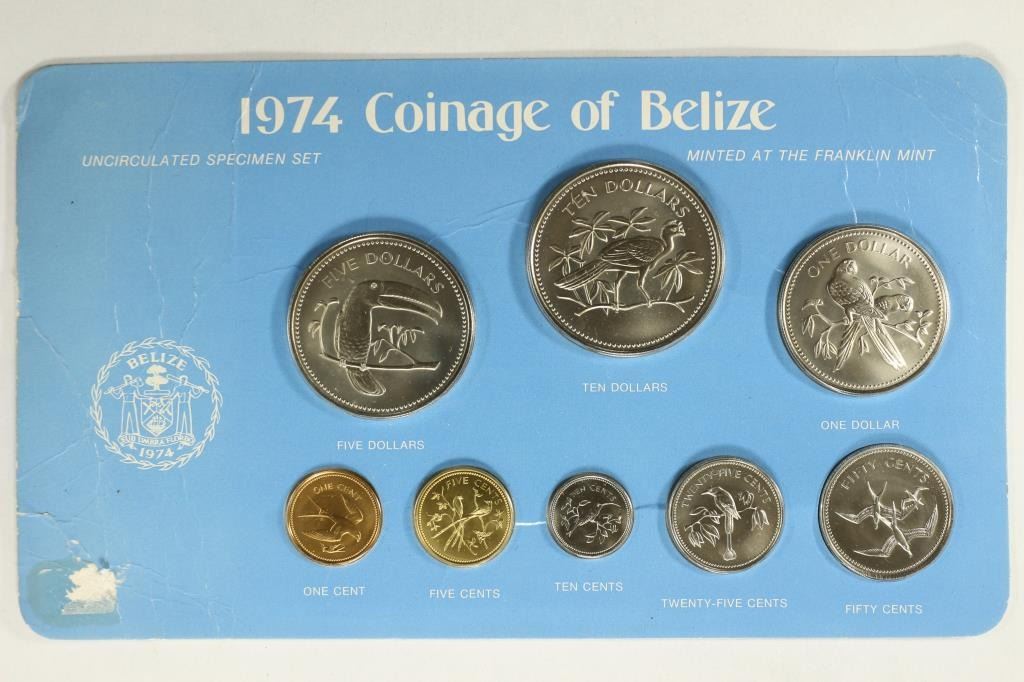 1974 Coinage of Belize
UNCIRCULATED SPECIMEN SET
MINTED AT THE FRANKLIN MINT
FIVE DOLLARS
TEN DOLLARS
ONE DOLLAR
TEN DOLLARS
ONE DOLLAR
FIVE DOLLARS
BELIZE
SUB UMBRA FLOREO
1974
ONE CENT
FIVE CENTS
TEN CENTS
TWENTY-FIVE CENTS
FIFTY CENTS
ONE CENT
FIVE CENTS
TEN CENTS
TWENTY-FIVE CENTS
FIFTY CENTS